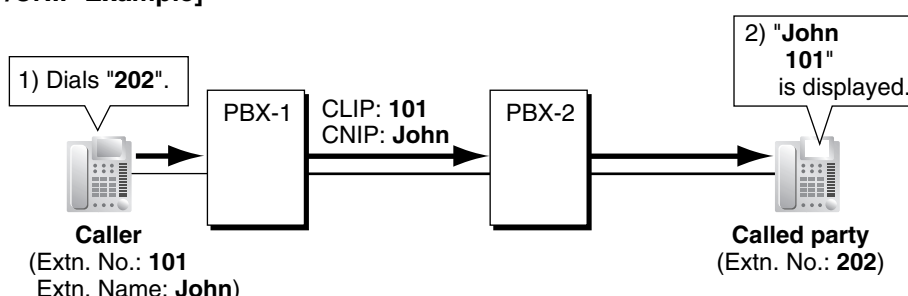 Example]
1) Dials "202".
2) "John
101"
is displayed.
PBX-1
CLIP: 101
CNIP: John
PBX-2
Caller
(Extn. No.: 101
Extn. Name: John)
Called party
(Extn. No.: 202)